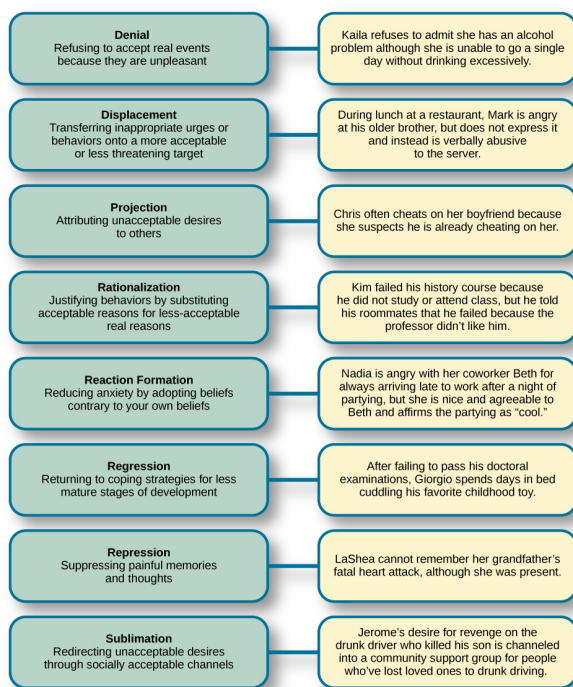 Denial
Refusing to accept real events
because they are unpleasant
Kaila refuses to admit she has an alcohol
problem although she is unable to go a single
day without drinking excessively.
Displacement
Transferring inappropriate urges or
behaviors onto a more acceptable
or less threatening target
During lunch at a restaurant, Mark is angry
at his older brother, but does not express it
and instead is verbally abusive
to the server.
Projection
Attributing unacceptable desires
to others
Chris often cheats on her boyfriend because
she suspects he is already cheating on her.
Rationalization
Justifying behaviors by substituting
acceptable reasons for less-acceptable
real reasons
Kim failed his history course because
he did not study or attend class, but he told
his roommates that he failed because the
professor didn’t like him.
Reaction Formation
Reducing anxiety by adopting beliefs
contrary to your own beliefs
Nadia is angry with her coworker Beth for
always arriving late to work after a night of
partying, but she is nice and agreeable to
Beth and affirms the partying as “cool.”
Regression
Returning to coping strategies for less
mature stages of development
After failing to pass his doctoral
examinations, Giorgio spends days in bed
cuddling his favorite childhood toy.
Repression
Suppressing painful memories
and thoughts
LaShea cannot remember her grandfather’s
fatal heart attack, although she was present.
Sublimation
Redirecting unacceptable desires
through socially acceptable channels
Jerome’s desire for revenge on the
drunk driver who killed his son is channeled
into a community support group for people
who’ve lost loved ones to drunk driving.